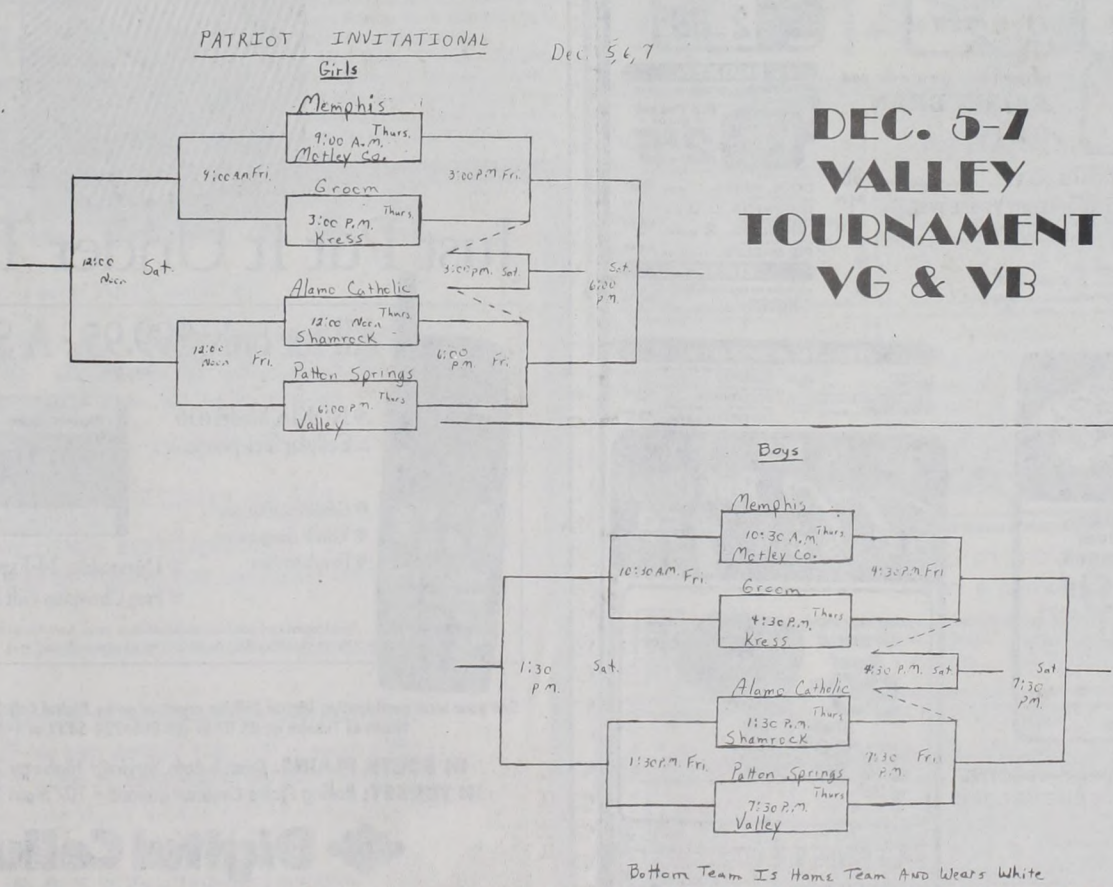 PATRIOT INVITATIONAL
Dec. 5, 6, 7
Girls
DEC. 5-7
VALLEY
TOURNAMENT
VG & VB
Memphis
9:00 A.M. Thurs.
Motley Co.
9:00 A.M. Fri.
3:00 P.M. Fri.
Groom
3:00 P.M. Thurs.
Kress
12:00 Noon Sat.
3:00 P.M. Sat.
Sat. 6:00 P.M.
Alamo Catholic
12:00 Noon Thurs.
Shamrock
12:00 Noon Fri.
6:00 P.M. Fri.
Patton Springs
6:00 P.M. Thurs
Valley
Boys
Memphis
10:30 A.M Thurs
Motley Co.
10:30 A.M. Fri.
4:30 P.M Fri
Groom
4:30 P.M. Thurs
Kress
1:30 P.M. Sat.
4:30 P.M. Sat.
Sat 7:30 P.M.
Alamo Catholic
1:30 P.M. Thurs
Shamrock
1:30 P.M. Fri
7:30 P.M. Fri
Patton Springs
7:30 P.M. Thurs
Valley
Bottom Team Is Home Team And Wears White